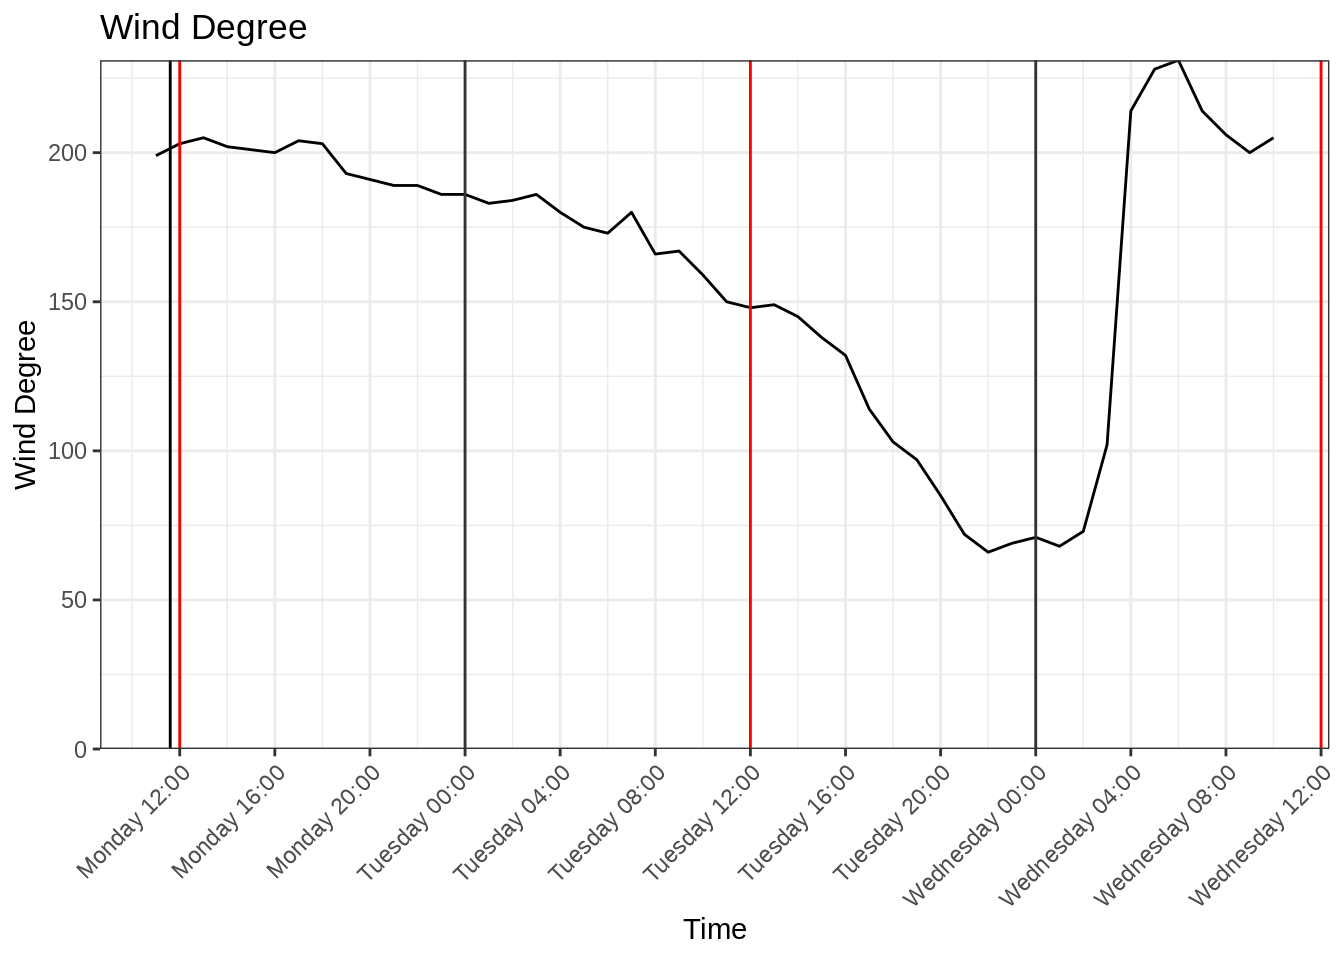 Wind Degree
Wind Degree
200
150
100
50
0
Monday 12:00
Monday 16:00
Monday 20:00
Tuesday 00:00
Tuesday 04:00
Tuesday 08:00
Tuesday 12:00
Tuesday 16:00
Tuesday 20:00
Wednesday 00:00
Wednesday 04:00
Wednesday 08:00
Wednesday 12:00
Time